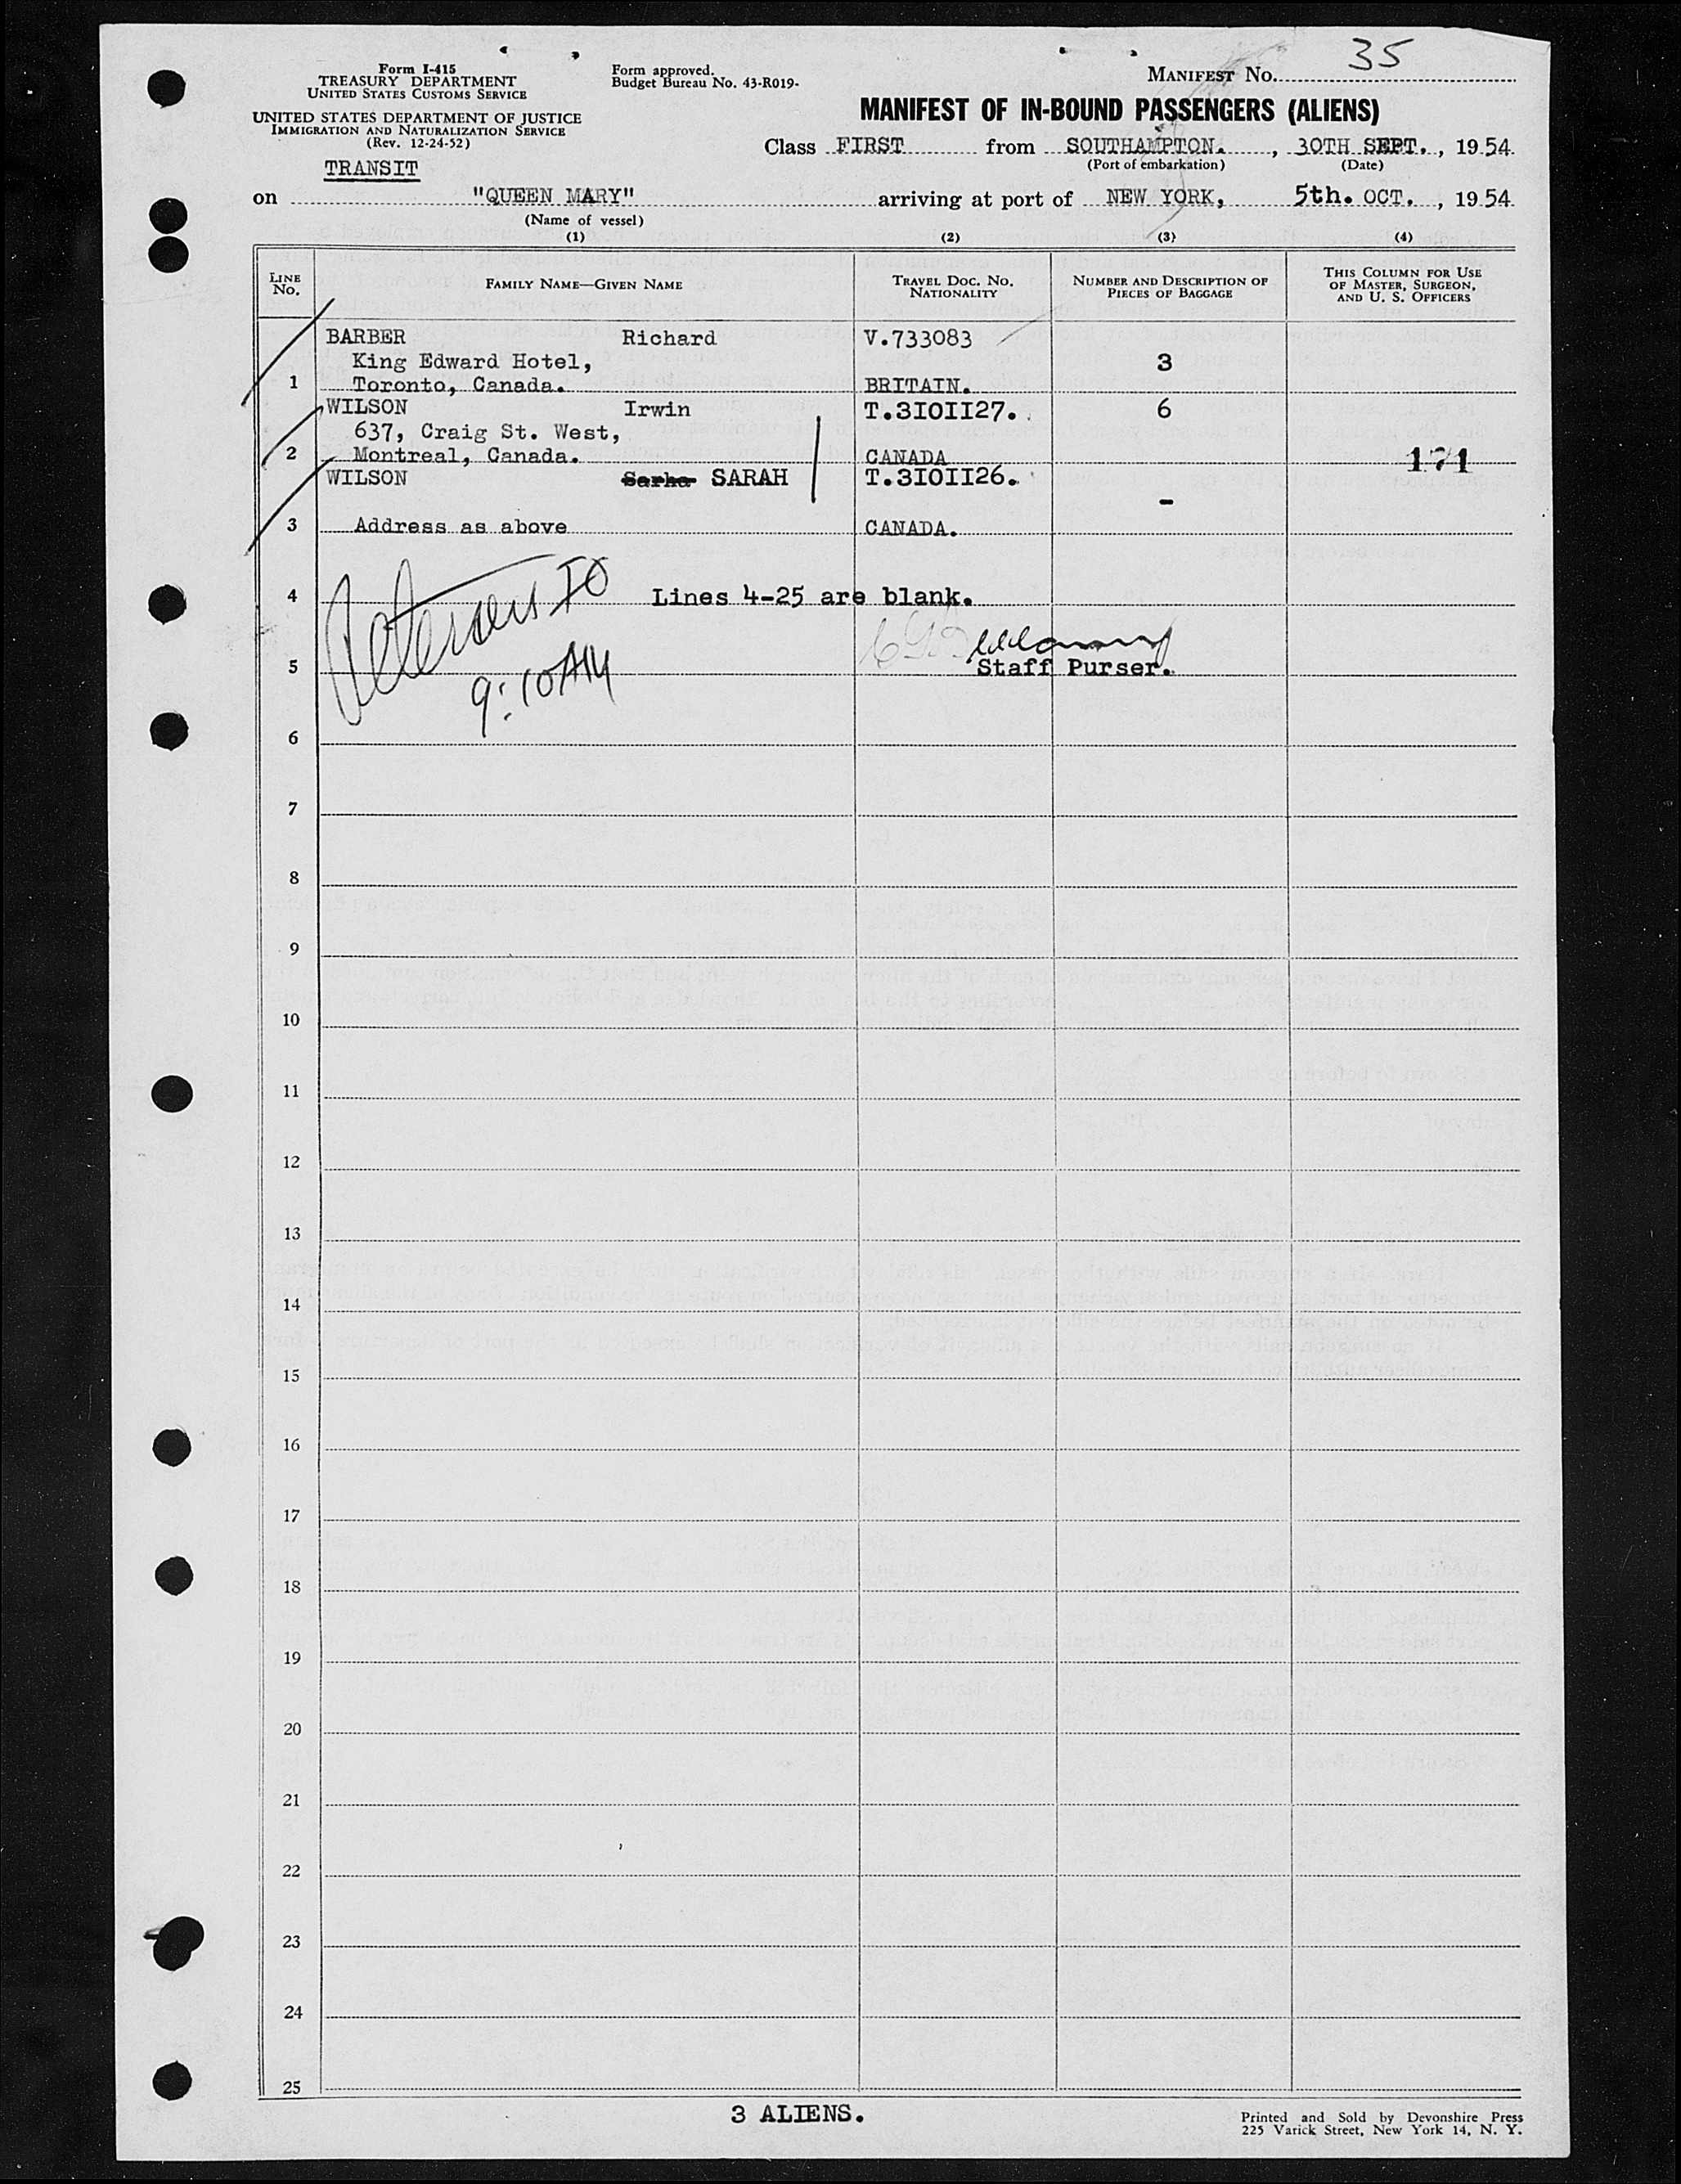 35
Form I-415
TREASURY DEPARTMENT
UNITED STATES CUSTOMS SERVICE
UNITED STATES DEPARTMENT OF JUSTICE
IMMIGRATION AND NATURALIZATION SERVICE
(Rev. 12-24-52)
TRANSIT
Form approved.
Budget Bureau No. 43-R019-
MANIFEST No.
MANIFEST OF IN-BOUND PASSENGERS (ALIENS)
Class FIRST from SOUTHAMPTON. , 30TH SEPT. , 1954
(Port of embarkation) (Date)
on "QUEEN MARY" arriving at port of NEW YORK, 5th. OCT. , 1954
(Name of vessel)
(1) (2) (3) (4)
LINE No. FAMILY NAME—GIVEN NAME TRAVEL DOC. No. NATIONALITY NUMBER AND DESCRIPTION OF PIECES OF BAGGAGE THIS COLUMN FOR USE OF MASTER, SURGEON, AND U. S. OFFICERS
BARBER Richard V.733083
King Edward Hotel, 3
1 Toronto, Canada. BRITAIN.
WILSON Irwin T.3IOII27. 6
637, Craig St. West,
2 Montreal, Canada. CANADA 171
WILSON Sarha SARAH T.3IOII26.
-
3 Address as above CANADA.
4 Lines 4-25 are blank.
9:10 AM
5 Staff Purser.
6
7
8
9
10
11
12
13
14
15
16
17
18
19
20
21
22
23
24
25
3 ALIENS.
Printed and Sold by Devonshire Press
225 Varick Street, New York 14, N. Y.